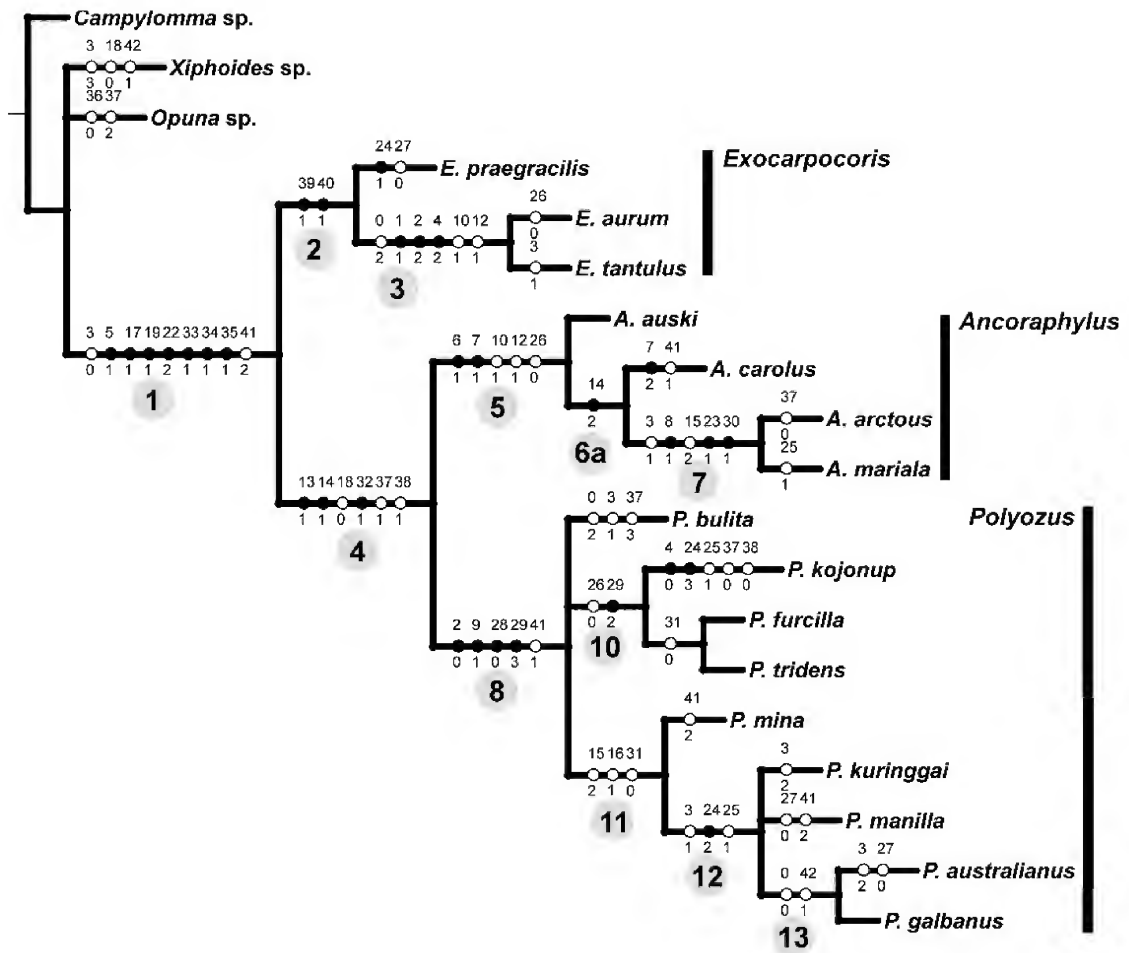 Campylomma sp.
3 18 42
Xiphoides sp.
3 0 1
36 37
Opuna sp.
0 2
Exocarpocoris
24 27
E. praegracilis
1 0
39 40
1 1
2
26
E. aurum
0
0 1 2 4 10 12
2 1 2 2 1 1
3
3
E. tantulus
1
Ancoraphylus
A. auski
3 5 17 19 22 33 34 35 41
0 1 1 1 2 1 1 1 2
1
6 7 10 12 26
1 1 1 1 0
5
7 41
A. carolus
2 1
14
2
6a
37
A. arctous
0
3 8 15 23 30
1 1 2 1 1
7
25
A. mariala
1
13 14 18 32 37 38
1 1 0 1 1 1
4
Polyozus
0 3 37
P. bulita
2 1 3
4 24 25 37 38
P. kojonup
0 3 1 0 0
26 29
0 2
10
P. furcilla
31
0
P. tridens
2 9 28 29 41
0 1 0 3 1
8
41
P. mina
2
15 16 31
2 1 0
11
3
P. kuringgai
2
27 41
P. manilla
0 2
3 24 25
1 2 1
12
3 27
P. australianus
2 0
0 42
0 1
13
P. galbanus